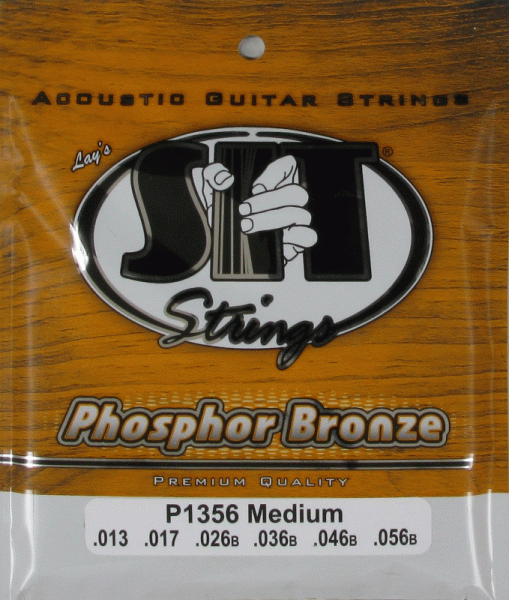 Acoustic Guitar Strings
Lay's
SIT®
Strings
Phosphor Bronze
Premium Quality
P1356 Medium
.013 .017 .026B .036B .046B .056B